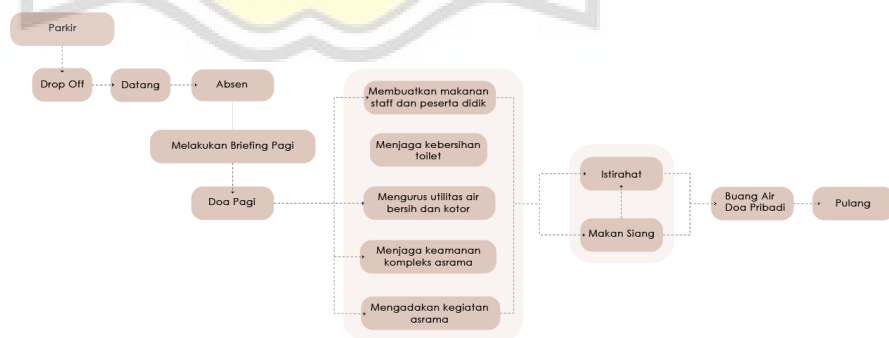 Parkir
Drop Off
Datang
Absen
Melakukan Briefing Pagi
Doa Pagi
Membuatkan makanan
staff dan peserta didik
Menjaga kebersihan
toilet
Mengurus utilitas air
bersih dan kotor
Menjaga keamanan
kompleks asrama
Mengadakan kegiatan
asrama
Istirahat
Makan Siang
Buang Air
Doa Pribadi
Pulang